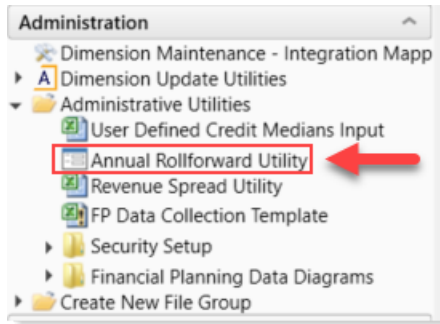 Administration
Dimension Maintenance - Integration Mapp
A Dimension Update Utilities
Administrative Utilities
User Defined Credit Medians Input
Annual Rollforward Utility
Revenue Spread Utility
FP Data Collection Template
Security Setup
Financial Planning Data Diagrams
Create New File Group